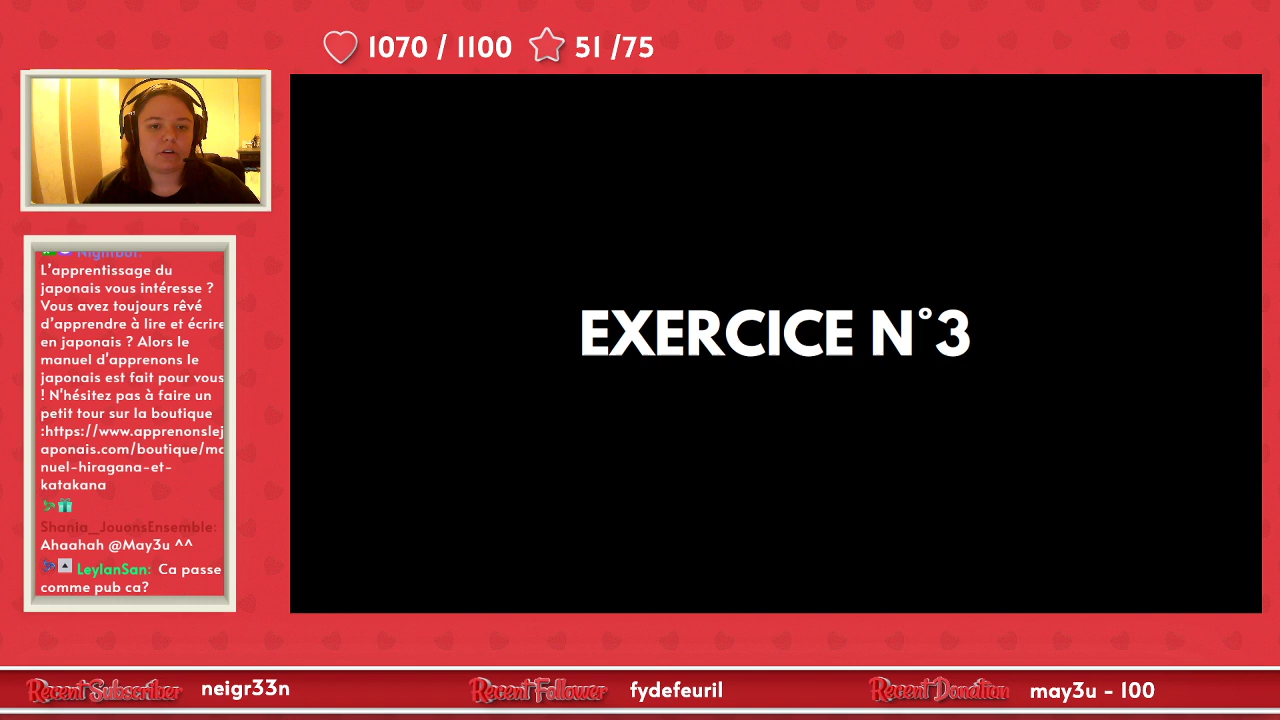 1070 / 1100 51 /75
EXERCICE N°3
Nightbot:
L'apprentissage du
japonais vous intéresse ?
Vous avez toujours rêvé
d'apprendre à lire et écrire
en japonais ? Alors le
manuel d'apprenons le
japonais est fait pour vous
! N'hésitez pas à faire un
petit tour sur la boutique
:https://www.apprenonslej
aponais.com/boutique/ma
nuel-hiragana-et-
katakana
Shania_JouonsEnsemble:
Ahaahah @May3u ^^
LeylanSan: Ca passe
comme pub ca?
Recent Subscriber neigr33n
Recent Follower fydefeuril
Recent Donation may3u - 100